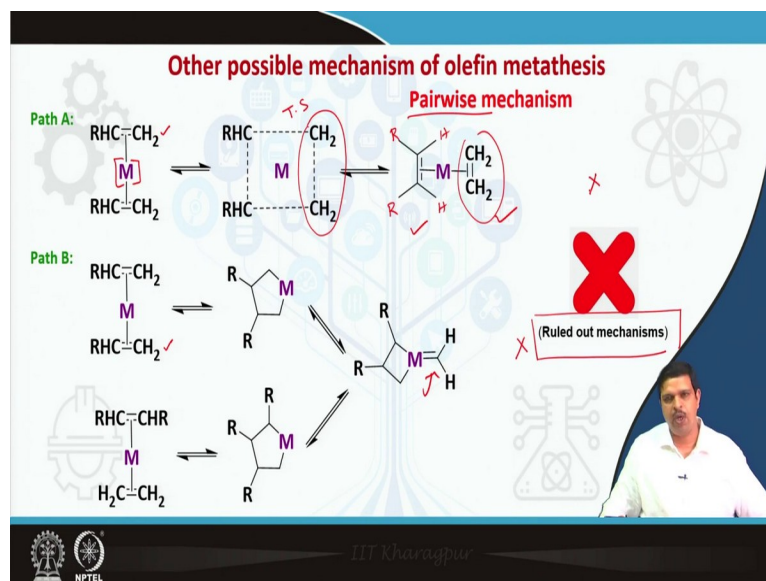 Other possible mechanism of olefin metathesis
Pairwise mechanism
T.S
Path A:
RHC=CH2
M
RHC=CH2
RHC CH2
M
RHC CH2
R H
M
R H
CH2
CH2
Path B:
RHC=CH2
M
RHC=CH2
M
R
R
R
R
M
H
H
(Ruled out mechanisms)
RHC=CHR
M
H2C=CH2
R
R
M
R
IIT Kharagpur
NPTEL